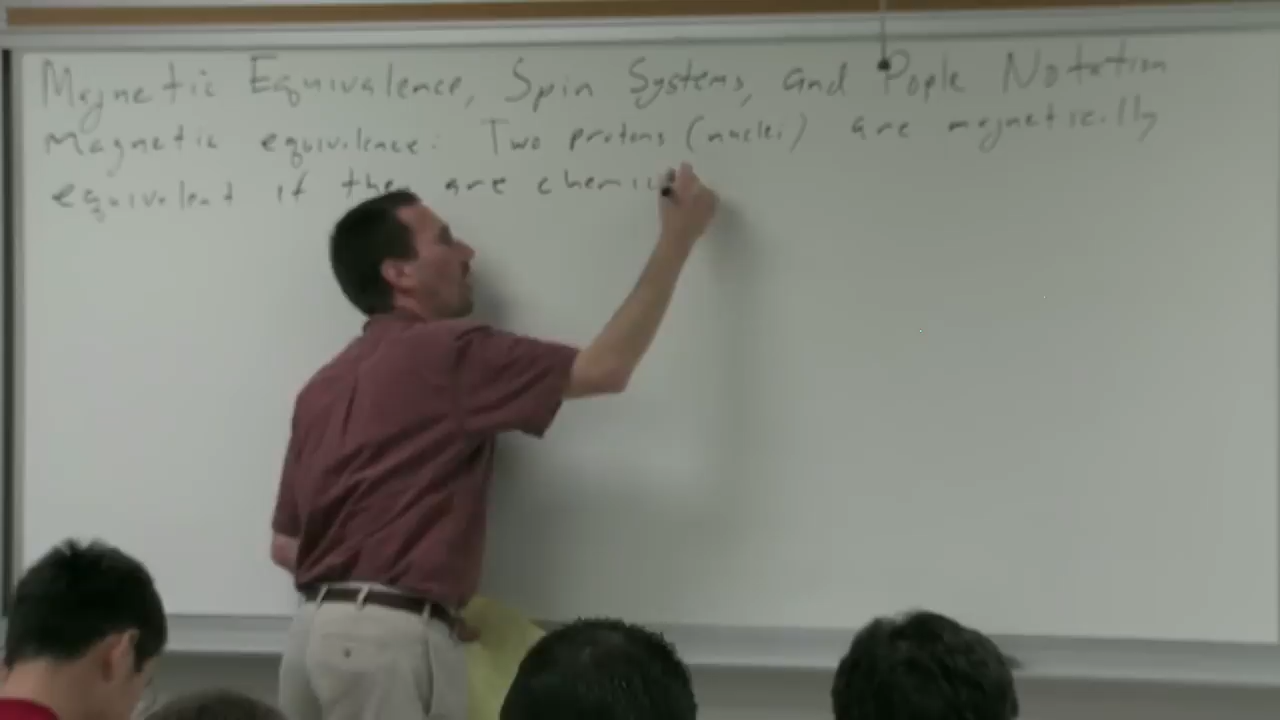 Magnetic Equivalence, Spin Systems, and Pople Notation
Magnetic equivalence: Two protons (nuclei) are magnetically
equivalent if they are chemic